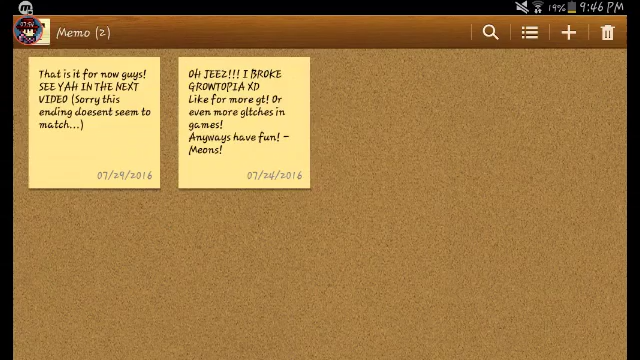 19% 9:46 PM
Memo (2)
That is it for now guys!
SEE YAH IN THE NEXT
VIDEO (Sorry this
ending doesent seem to
match...)
07/29/2016
OH JEEZ!!! I BROKE
GROWTOPIA XD
Like for more gt! Or
even more gltches in
games!
Anyways have fun! -
Meons!
07/24/2016